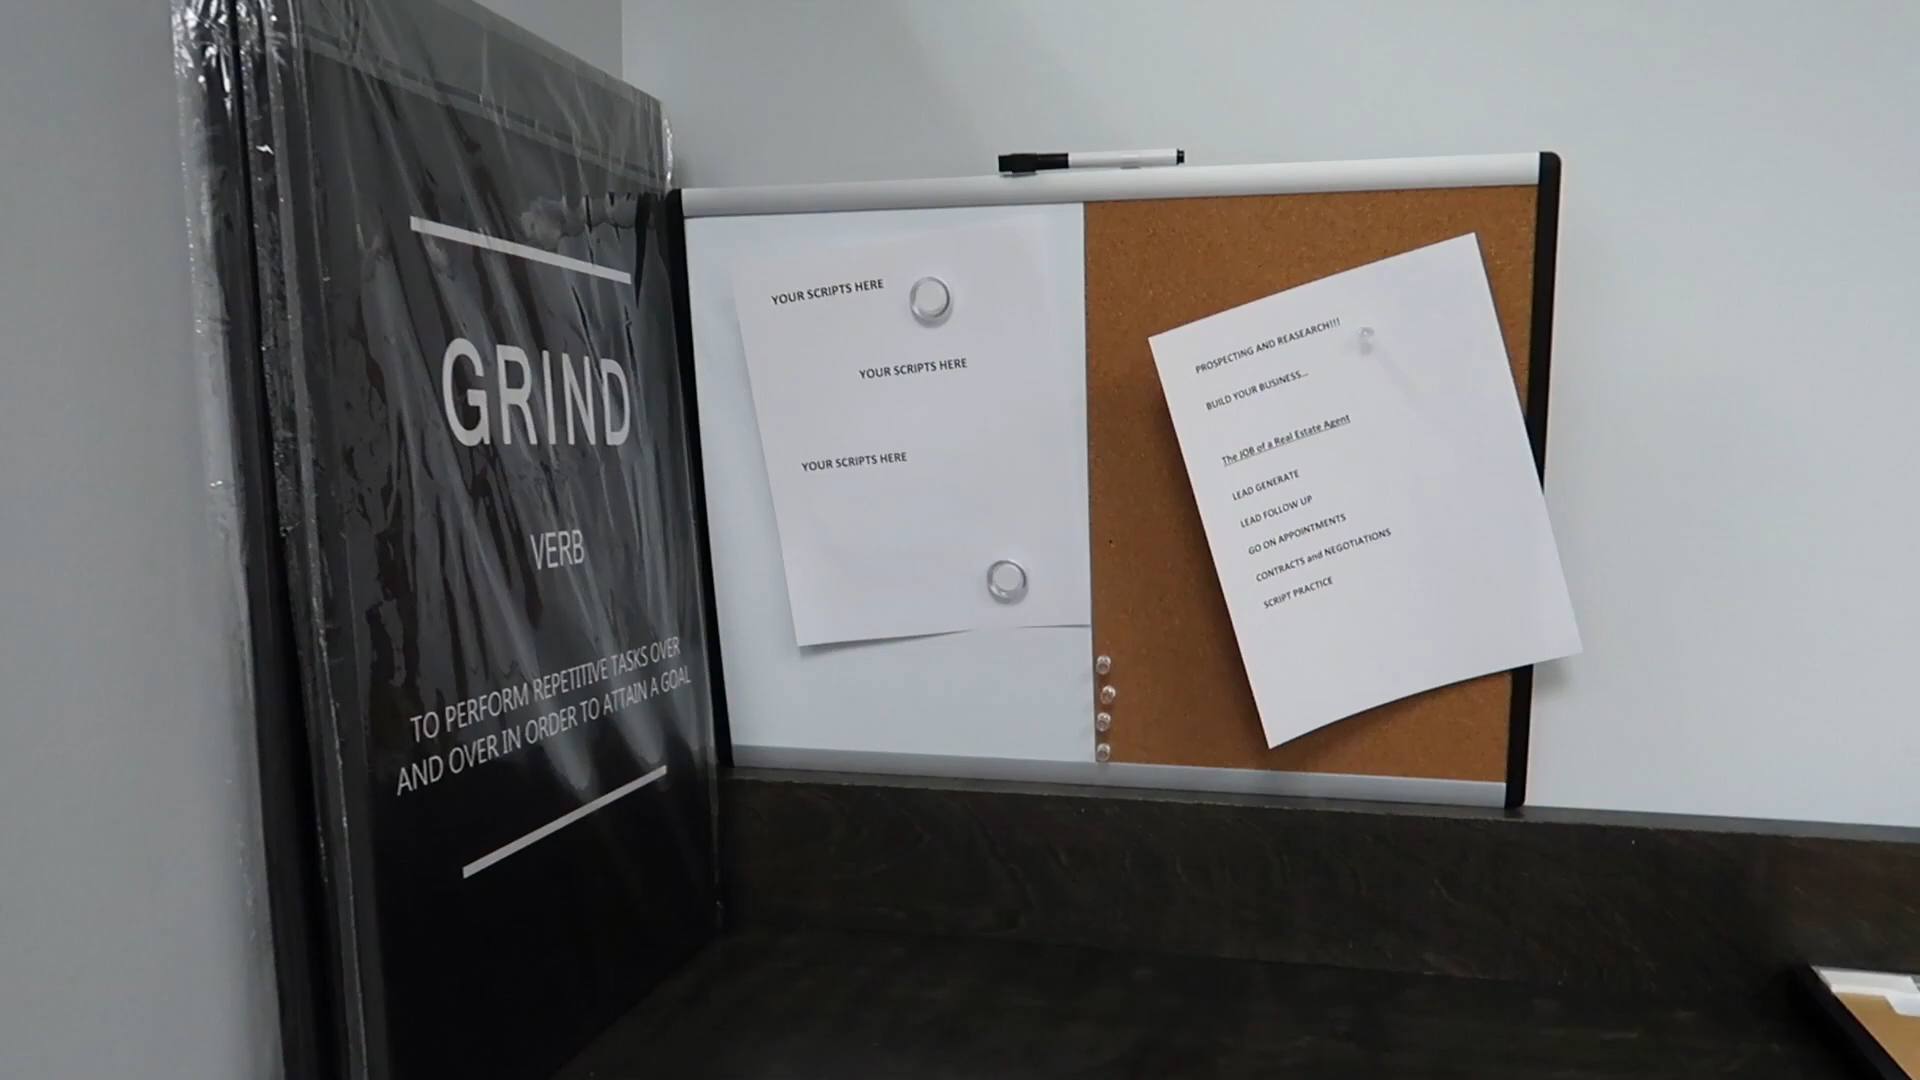 GRIND
VERB
TO PERFORM REPETITIVE TASKS OVER
AND OVER IN ORDER TO ATTAIN A GOAL
YOUR SCRIPTS HERE
YOUR SCRIPTS HERE
YOUR SCRIPTS HERE
PROSPECTING AND REASEARCH!!!
BUILD YOUR BUSINESS...
The JOB of a Real Estate Agent
LEAD GENERATE
LEAD FOLLOW UP
GO ON APPOINTMENTS
CONTRACTS and NEGOTIATIONS
SCRIPT PRACTICE